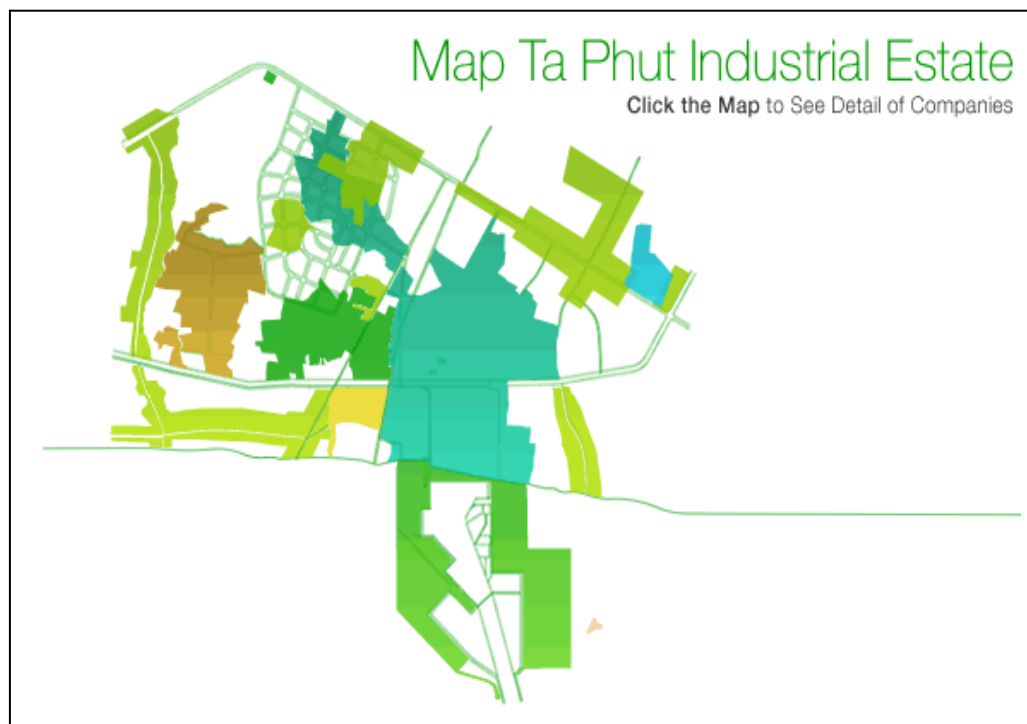 Map Ta Phut Industrial Estate
Click the Map to See Detail of Companies